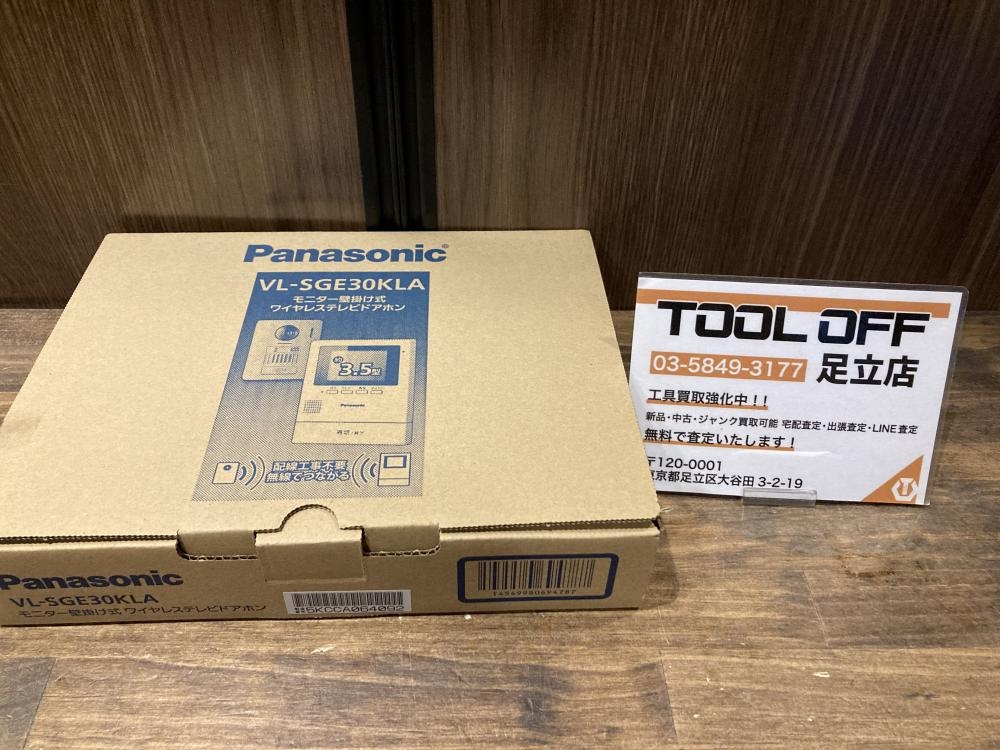 Panasonic
VL-SGE30KLA
モニター壁掛け式
ワイヤレステレビドアホン
約3.5型
Panasonic
配線工事不要
無線でつながる
Panasonic
VL-SGE30KLA
モニター壁掛け式 ワイヤレステレビドアホン
5KCCA064092
TOOL OFF
03-5849-3177 足立店
工具買取強化中!!
新品・中古・ジャンク買取可能 宅配査定・出張査定・LINE査定
無料で査定いたします!
〒120-0001
東京都足立区大谷田 3-2-19